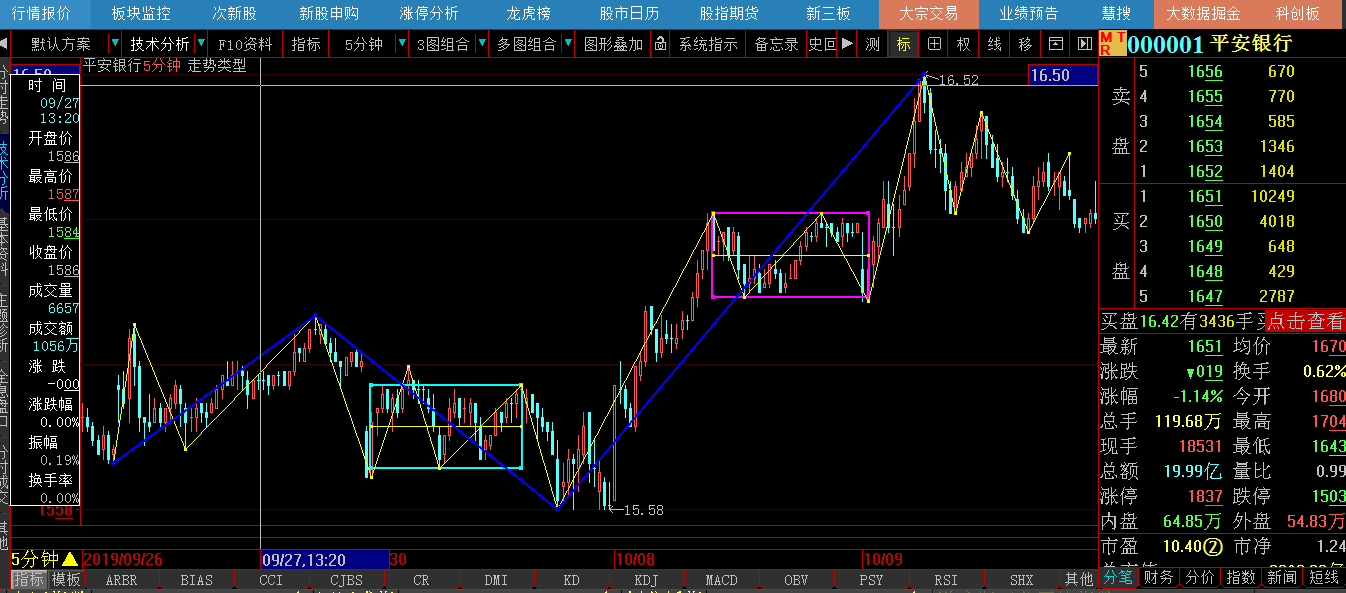 行情报价 板块监控 次新股 新股申购 涨停分析 龙虎榜 股市日历 股指期货 新三板 大宗交易 业绩预告 慧搜 大数据掘金 科创板
默认方案 技术分析 F10资料 指标 5分钟 3图组合 多图组合 图形叠加 系统指示 备忘录 史回 测 标 权 线 移
MT R 000001 平安银行
平安银行5分钟 走势类型
16.50
16.52
15.58
时 间
09/27
13:20
开盘价
1586
最高价
1587
最低价
1584
收盘价
1586
成交量
6657
成交额
1056万
涨 跌
-000
涨跌幅
0.00%
振幅
0.19%
换手率
0.00%
1558
技术分析
基本资料
卖盘
5 1656 670
4 1655 770
3 1654 585
2 1653 1346
1 1652 1404
买盘
1 1651 10249
2 1650 4018
3 1649 648
4 1648 429
5 1647 2787
买盘16.42有3436手 点击查看
最新 1651 均价 1670
涨跌 ▼019 换手 0.62%
涨幅 -1.14% 今开 1680
总手 119.68万 最高 1704
现手 18531 最低 1643
总额 19.99亿 量比 0.99
涨停 1837 跌停 1503
内盘 64.85万 外盘 54.83万
市盈 10.40② 市净 1.24
5分钟▲ 2019/09/26 09/27,13:20 30 10/08 10/09
指标 模板 ARBR BIAS CCI CJBS CR DMI KD KDJ MACD OBV PSY RSI SHX 其他
分笔 财务 分价 指数 新闻 短线